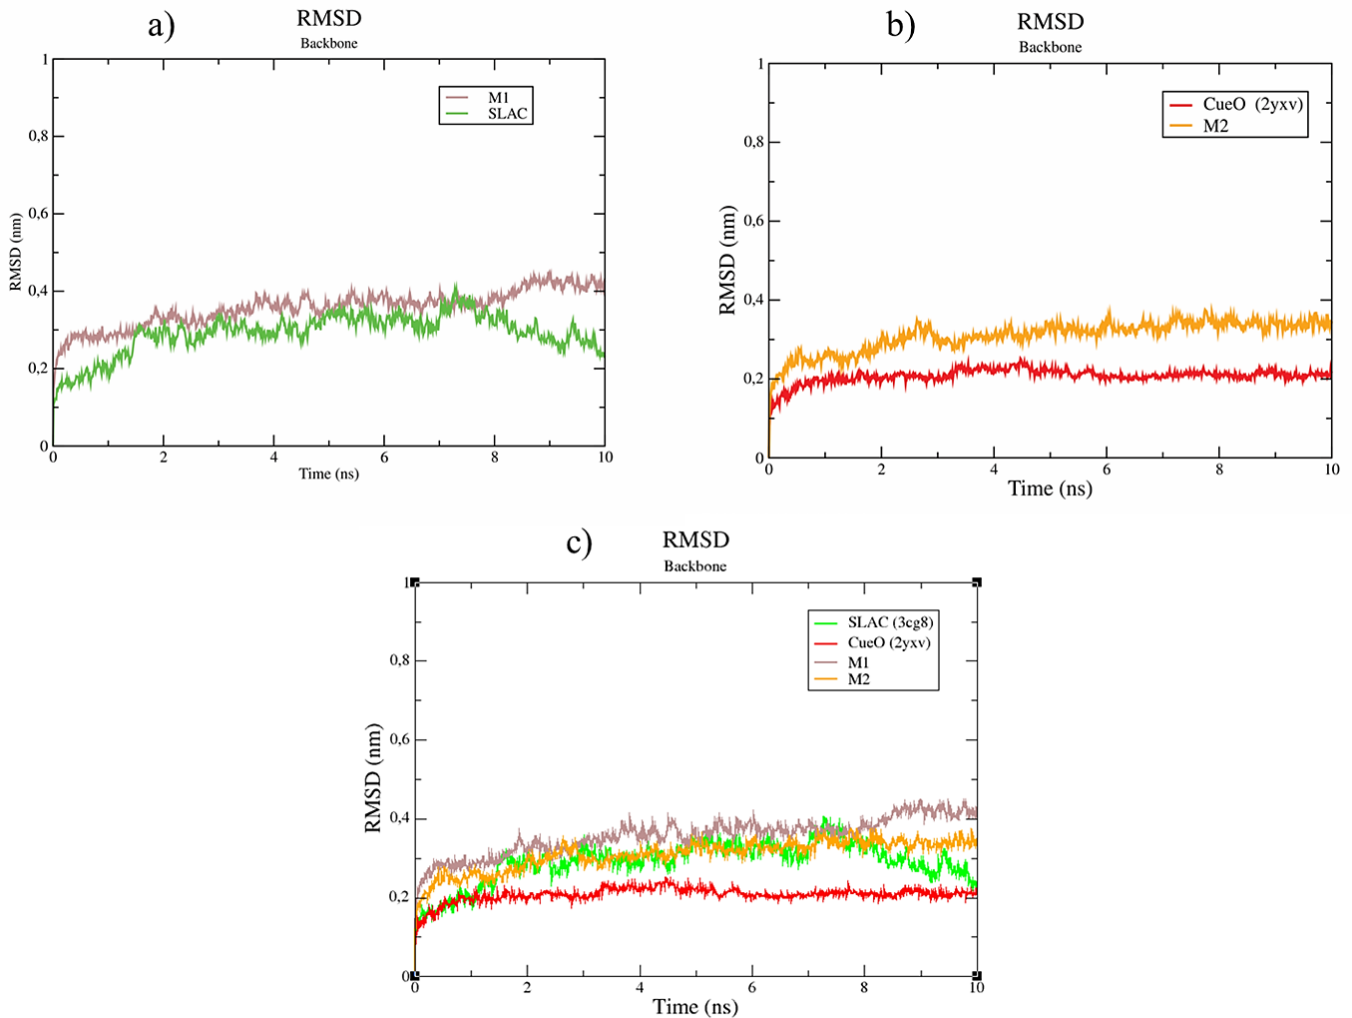 a)
RMSD
Backbone
1
0,8
0,6
0,4
0,2
0
RMSD (nm)
M1
SLAC
0 2 4 6 8 10
Time (ns)
b)
RMSD
Backbone
1
0,8
0,6
0,4
0,2
0
RMSD (nm)
CueO (2yxv)
M2
0 2 4 6 8 10
Time (ns)
c)
RMSD
Backbone
1
0,8
0,6
0,4
0,2
0
RMSD (nm)
SLAC (3cg8)
CueO (2yxv)
M1
M2
0 2 4 6 8 10
Time (ns)